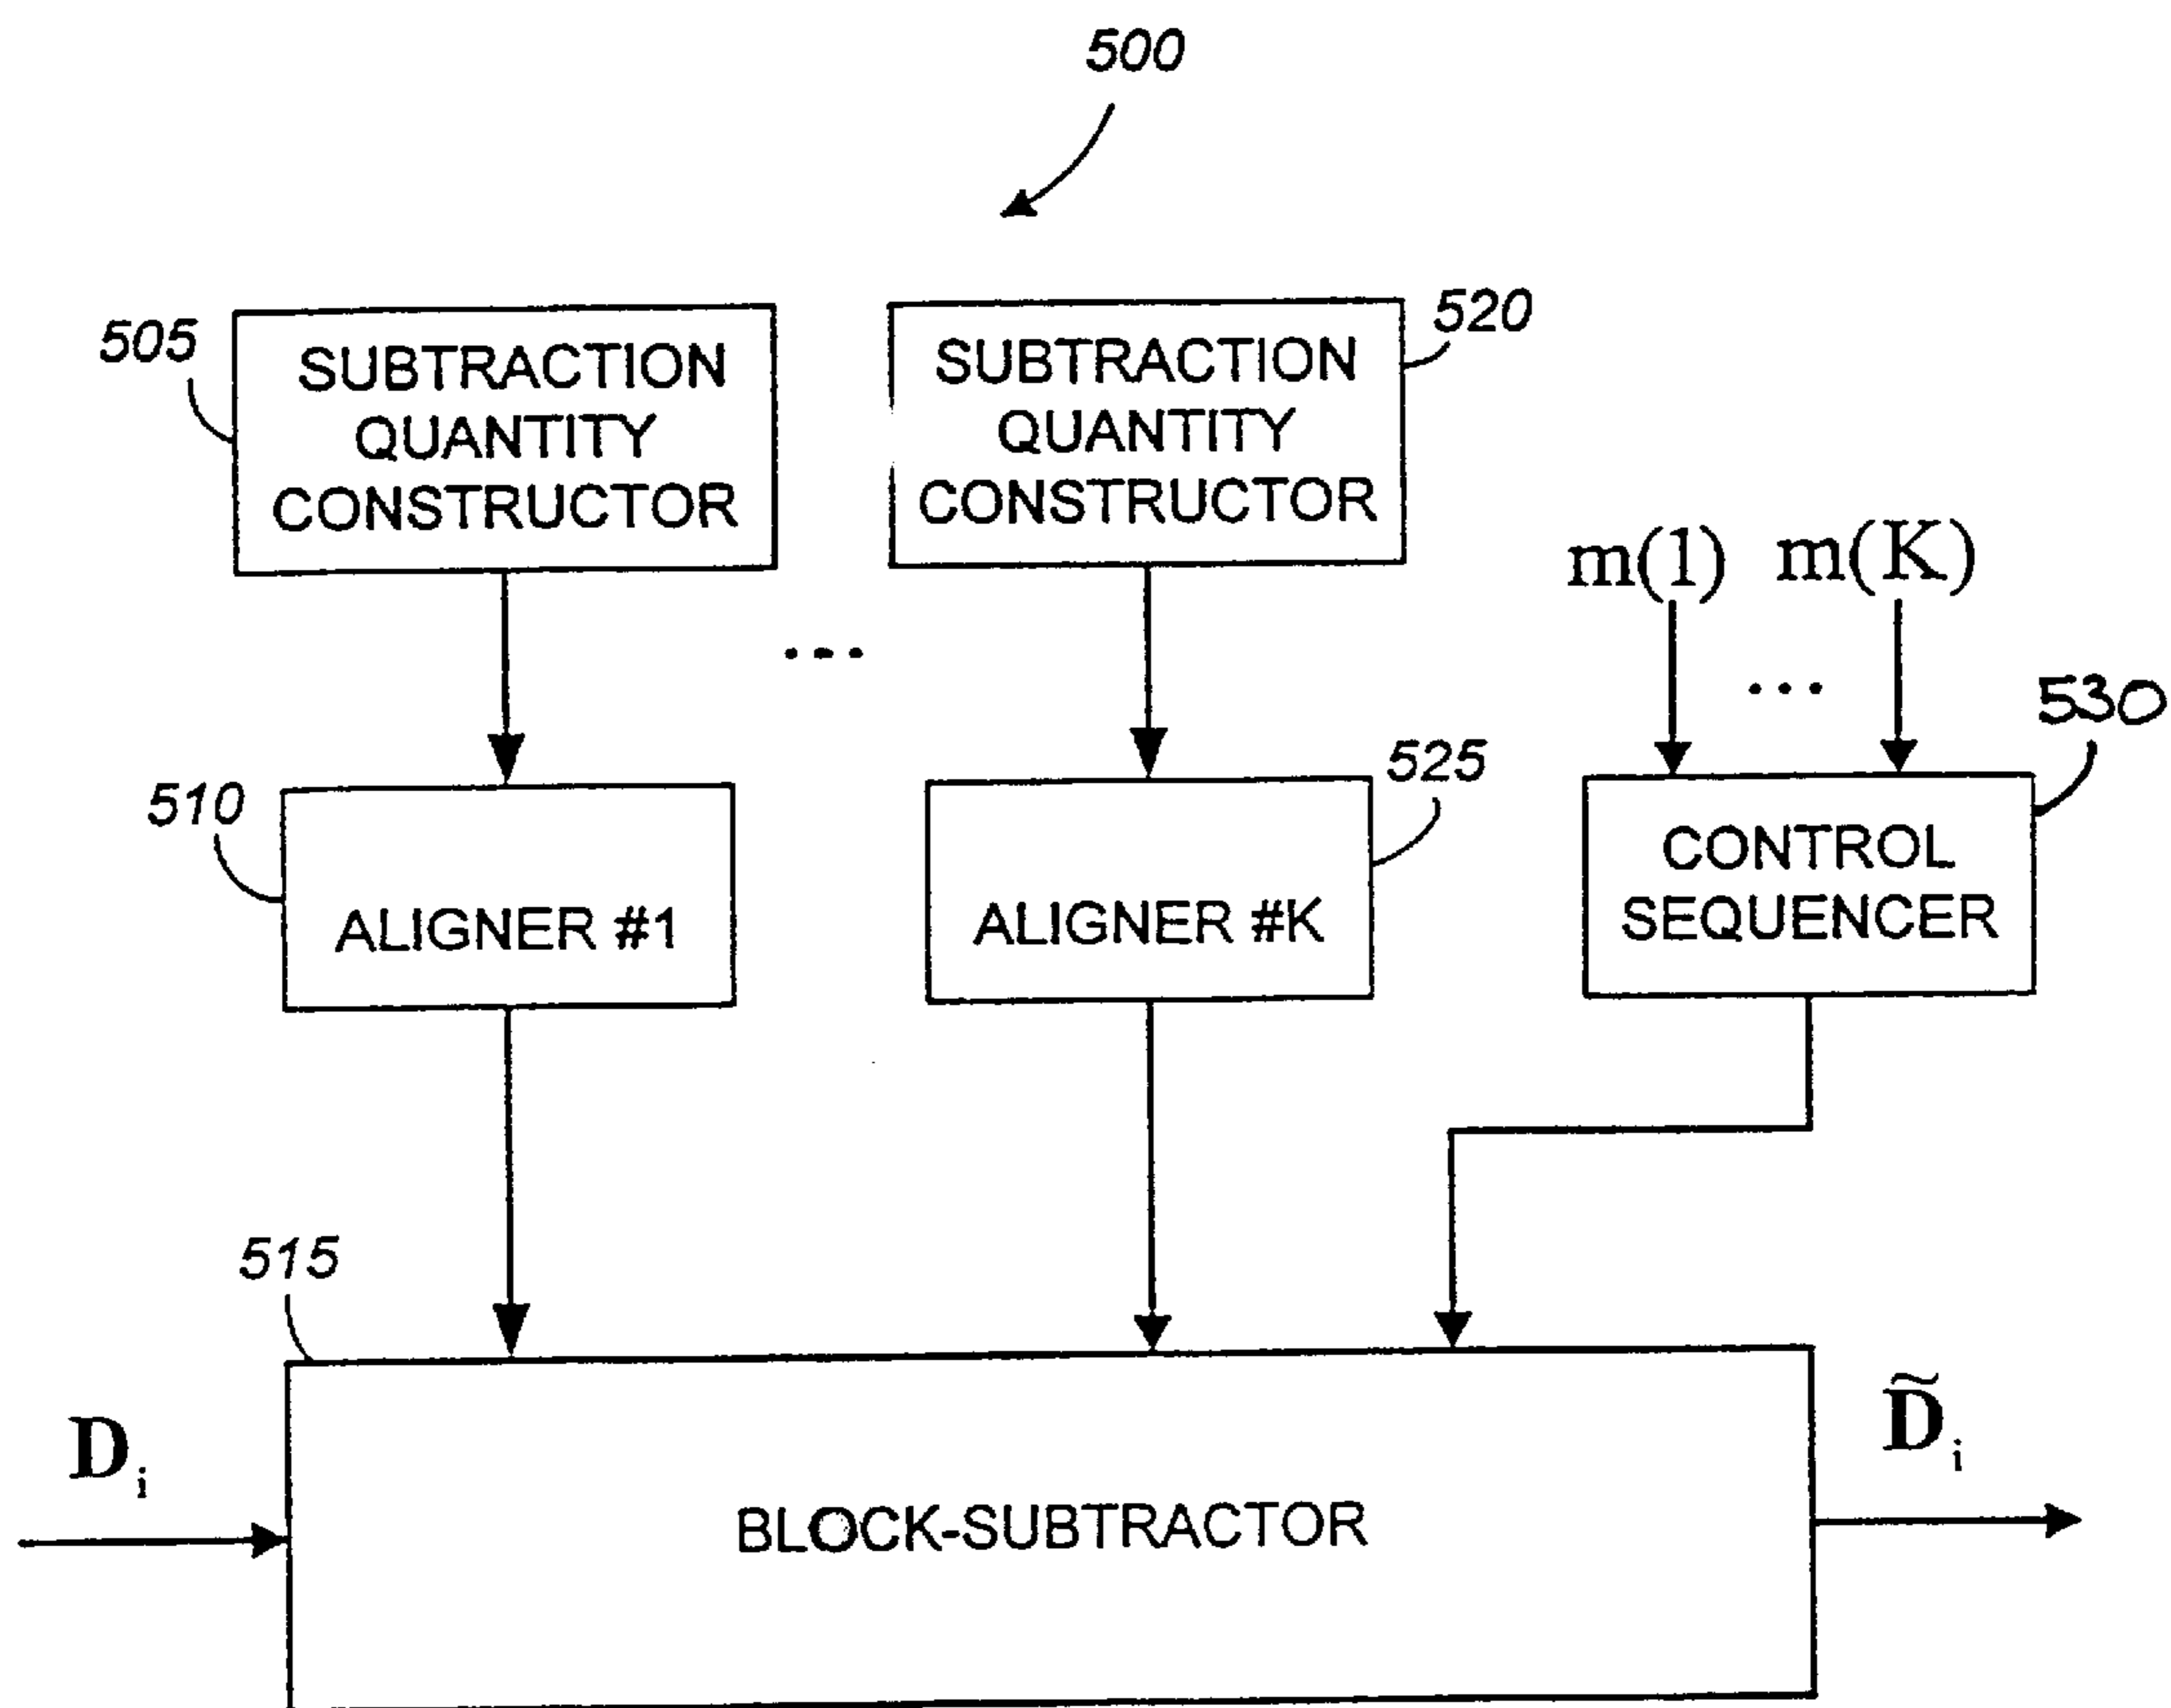 500
505
SUBTRACTION
QUANTITY
CONSTRUCTOR
520
SUBTRACTION
QUANTITY
CONSTRUCTOR
m(1) m(K)
...
...
530
510
ALIGNER #1
525
ALIGNER #K
CONTROL
SEQUENCER
515
D_i
BLOCK-SUBTRACTOR
D̃_i